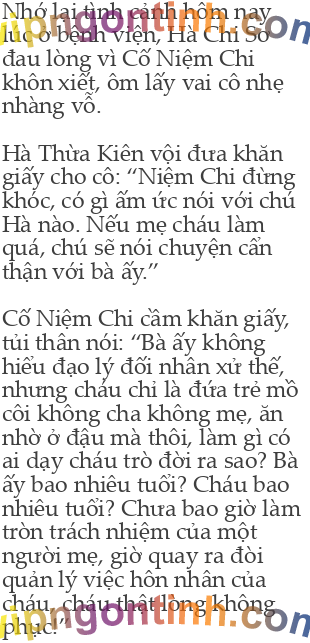 Nhớ lại tình cảnh hôm nay
lúc ở bệnh viện, Hà Chi Sơ
đau lòng vì Cố Niệm Chi
khôn xiết, ôm lấy vai cô nhẹ
nhàng vỗ.
Hà Thừa Kiên vội đưa khăn
giấy cho cô: “Niệm Chi đừng
khóc, có gì ấm ức nói với chú
Hà nào. Nếu mẹ cháu làm
quá, chú sẽ nói chuyện cẩn
thận với bà ấy.”
Cố Niệm Chi cầm khăn giấy,
tủi thân nói: “Bà ấy không
hiểu đạo lý đối nhân xử thế,
nhưng cháu chỉ là đứa trẻ mồ
côi không cha không mẹ, ăn
nhờ ở đậu mà thôi, làm gì có
ai dạy cháu trò đời ra sao? Bà
ấy bao nhiêu tuổi? Cháu bao
nhiêu tuổi? Chưa bao giờ làm
tròn trách nhiệm của một
người mẹ, giờ quay ra đòi
quản lý việc hôn nhân của
cháu, cháu thật lòng không
phục!”
vipngontinh.com
vipngontinh.com